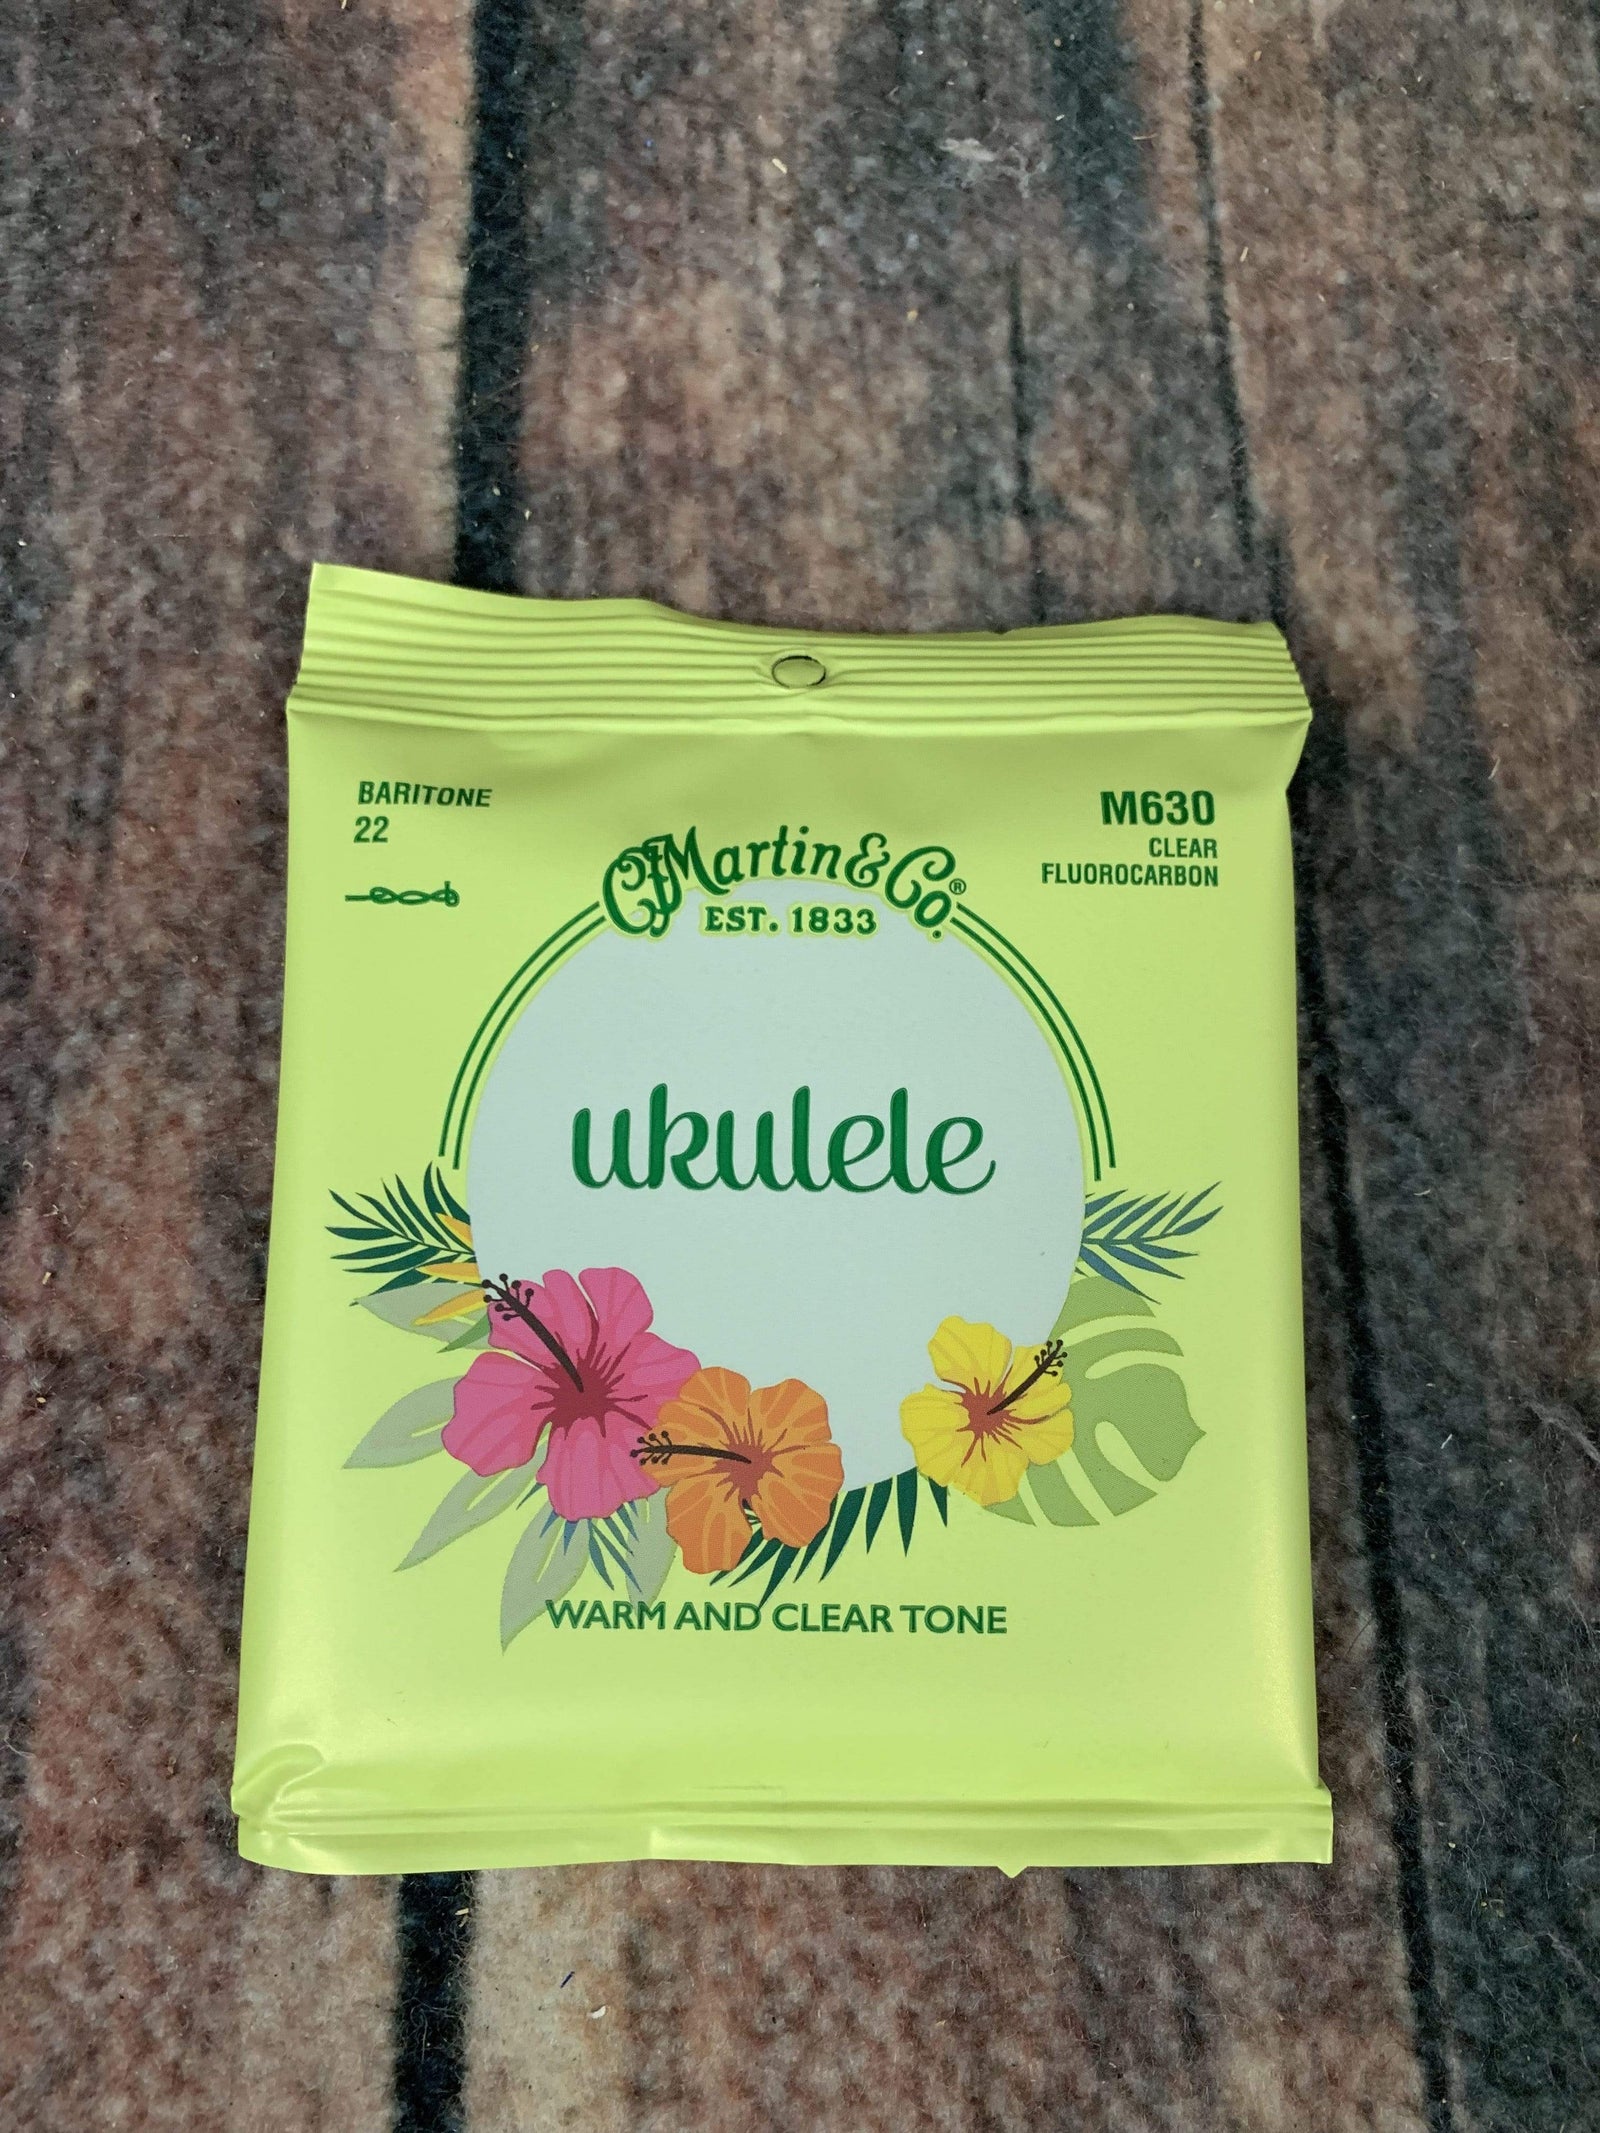 BARITONE
22
M630
CLEAR
FLUOROCARBON
CFMartin & Co.®
EST. 1833
ukulele
WARM AND CLEAR TONE